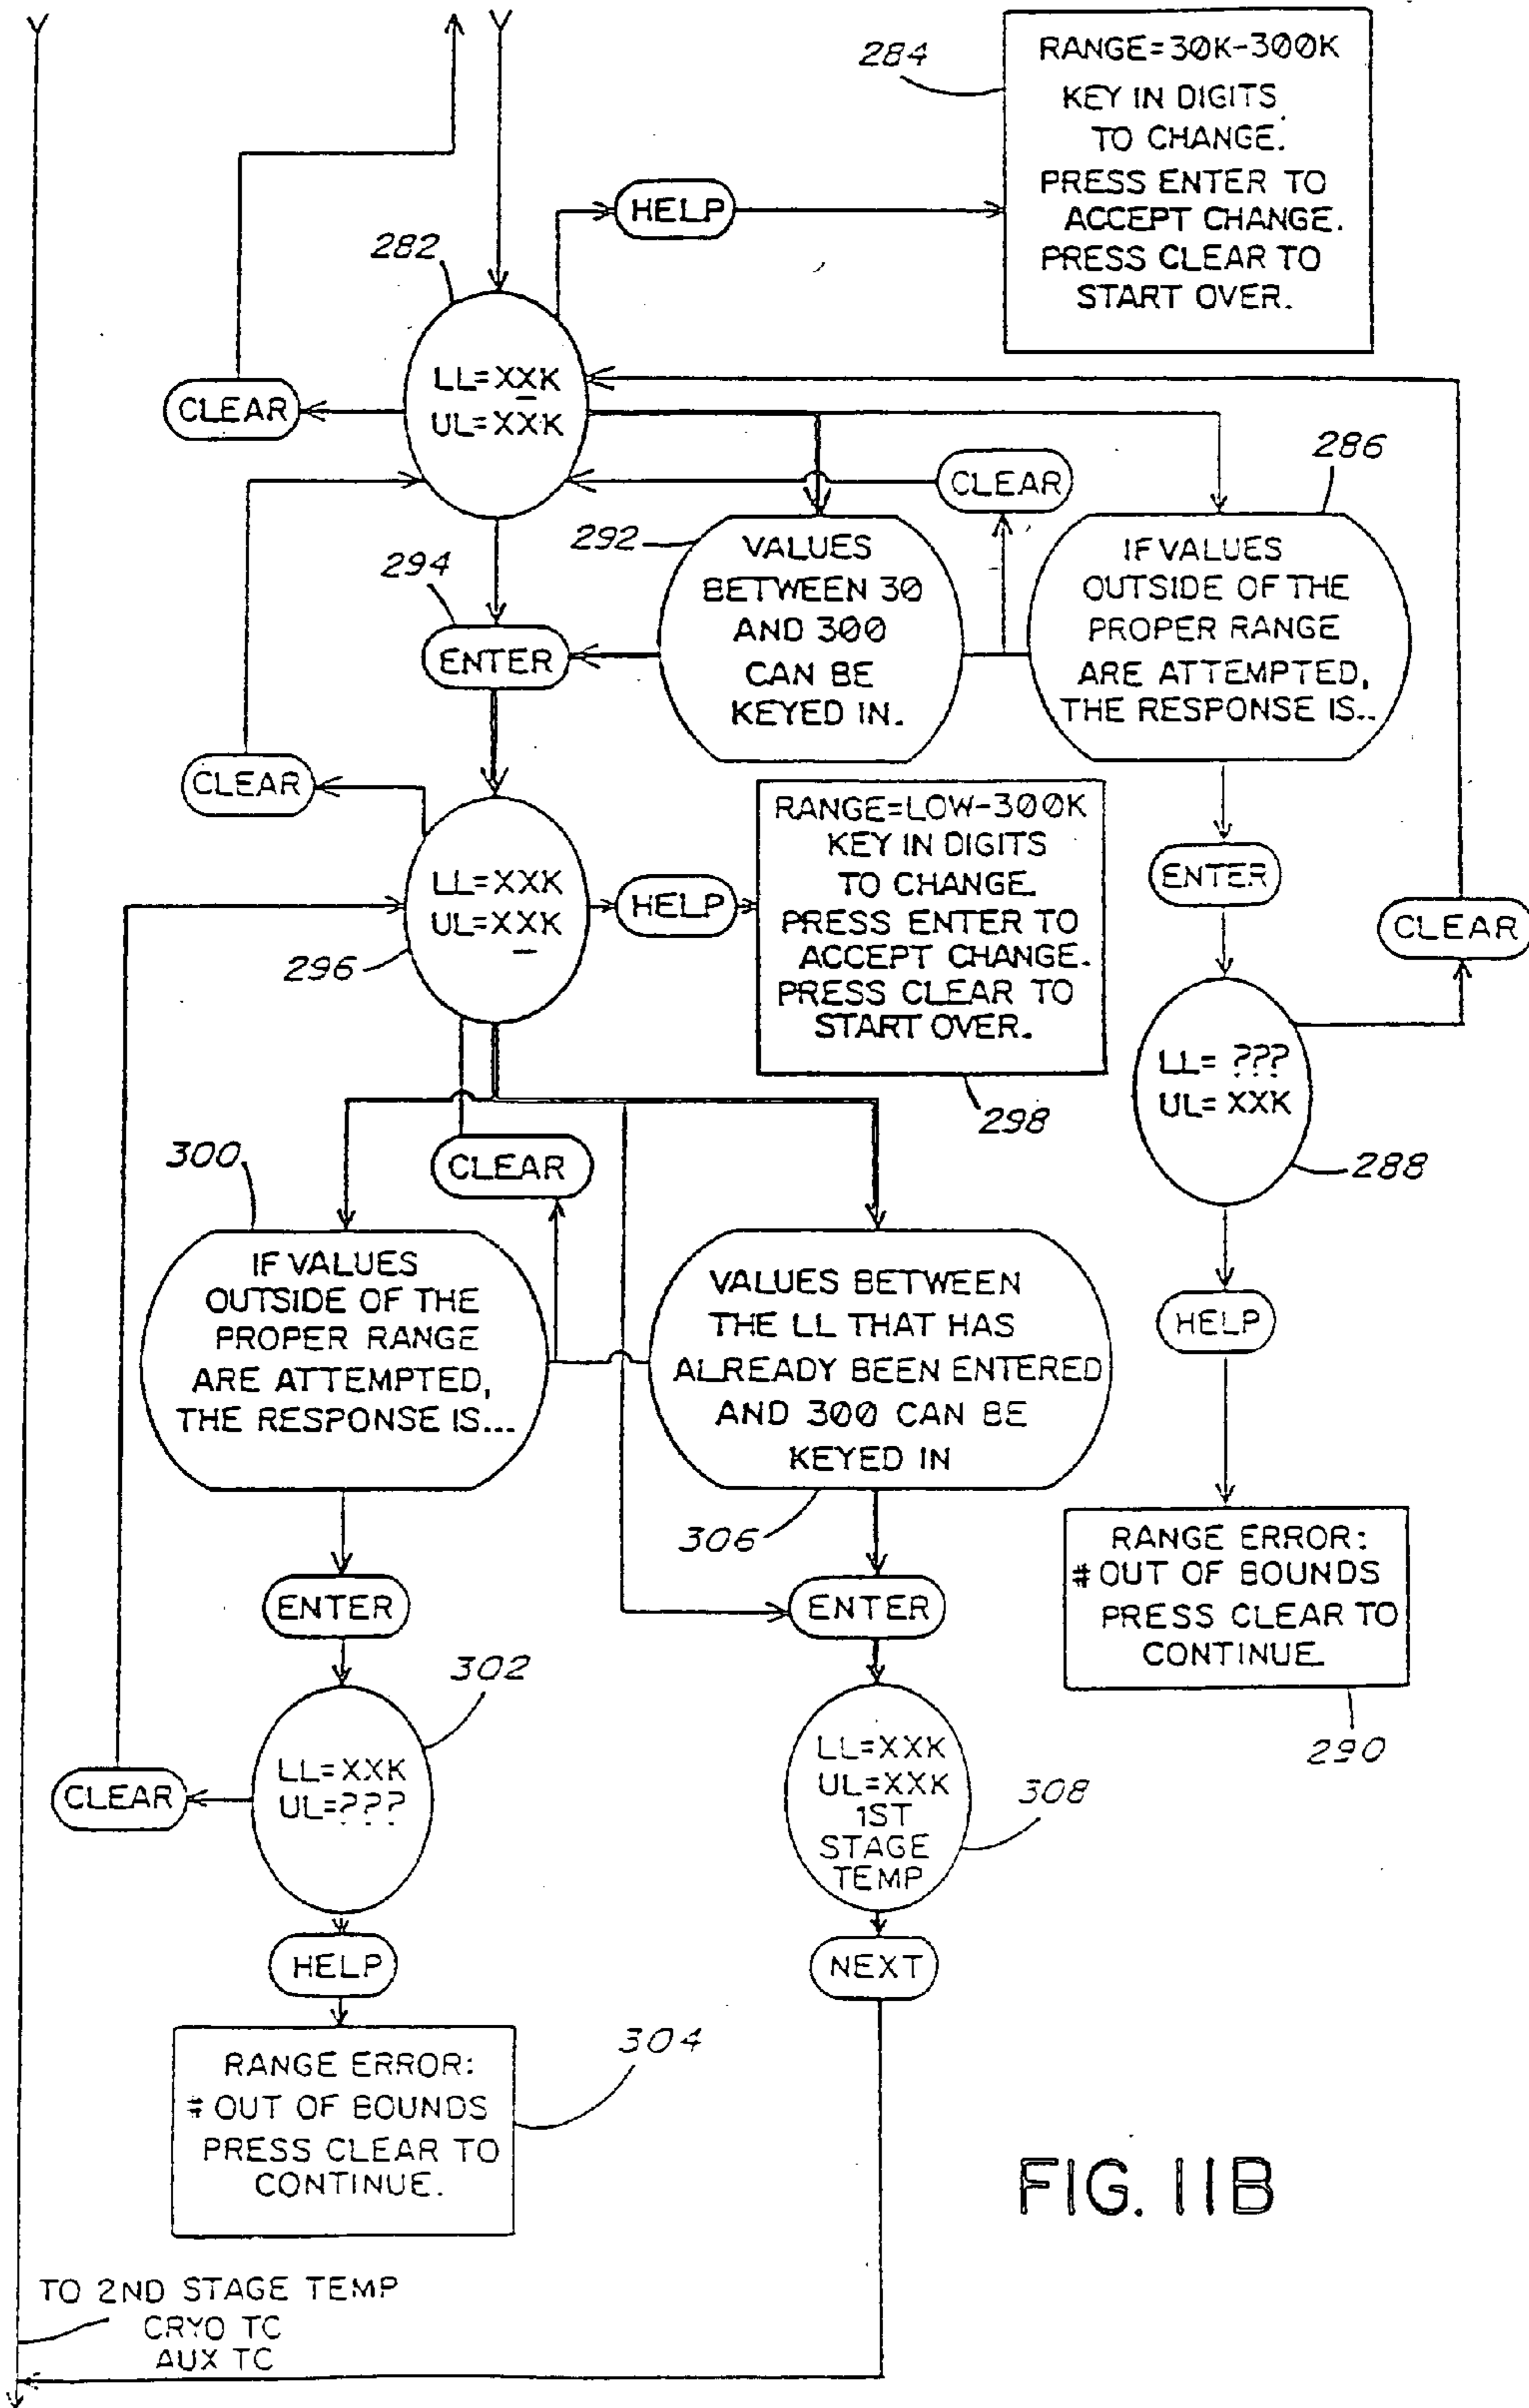 284
RANGE=30K-300K
KEY IN DIGITS
TO CHANGE.
PRESS ENTER TO
ACCEPT CHANGE.
PRESS CLEAR TO
START OVER.
HELP
282
LL=XXK
UL=XXK
CLEAR
286
CLEAR
292
VALUES
BETWEEN 30
AND 300
CAN BE
KEYED IN.
IF VALUES
OUTSIDE OF THE
PROPER RANGE
ARE ATTEMPTED,
THE RESPONSE IS..
294
ENTER
CLEAR
RANGE=LOW-300K
KEY IN DIGITS
TO CHANGE.
PRESS ENTER TO
ACCEPT CHANGE.
PRESS CLEAR TO
START OVER.
298
LL=XXK
UL=XXK
296
HELP
ENTER
CLEAR
LL= ???
UL= XXK
288
300
CLEAR
IF VALUES
OUTSIDE OF THE
PROPER RANGE
ARE ATTEMPTED,
THE RESPONSE IS...
VALUES BETWEEN
THE LL THAT HAS
ALREADY BEEN ENTERED
AND 300 CAN BE
KEYED IN
306
HELP
RANGE ERROR:
# OUT OF BOUNDS
PRESS CLEAR TO
CONTINUE.
290
ENTER
ENTER
302
LL=XXK
UL=???
CLEAR
LL=XXK
UL=XXK
1ST
STAGE
TEMP
308
HELP
NEXT
304
RANGE ERROR:
# OUT OF BOUNDS
PRESS CLEAR TO
CONTINUE.
FIG. 11B
TO 2ND STAGE TEMP
CRYO TC
AUX TC